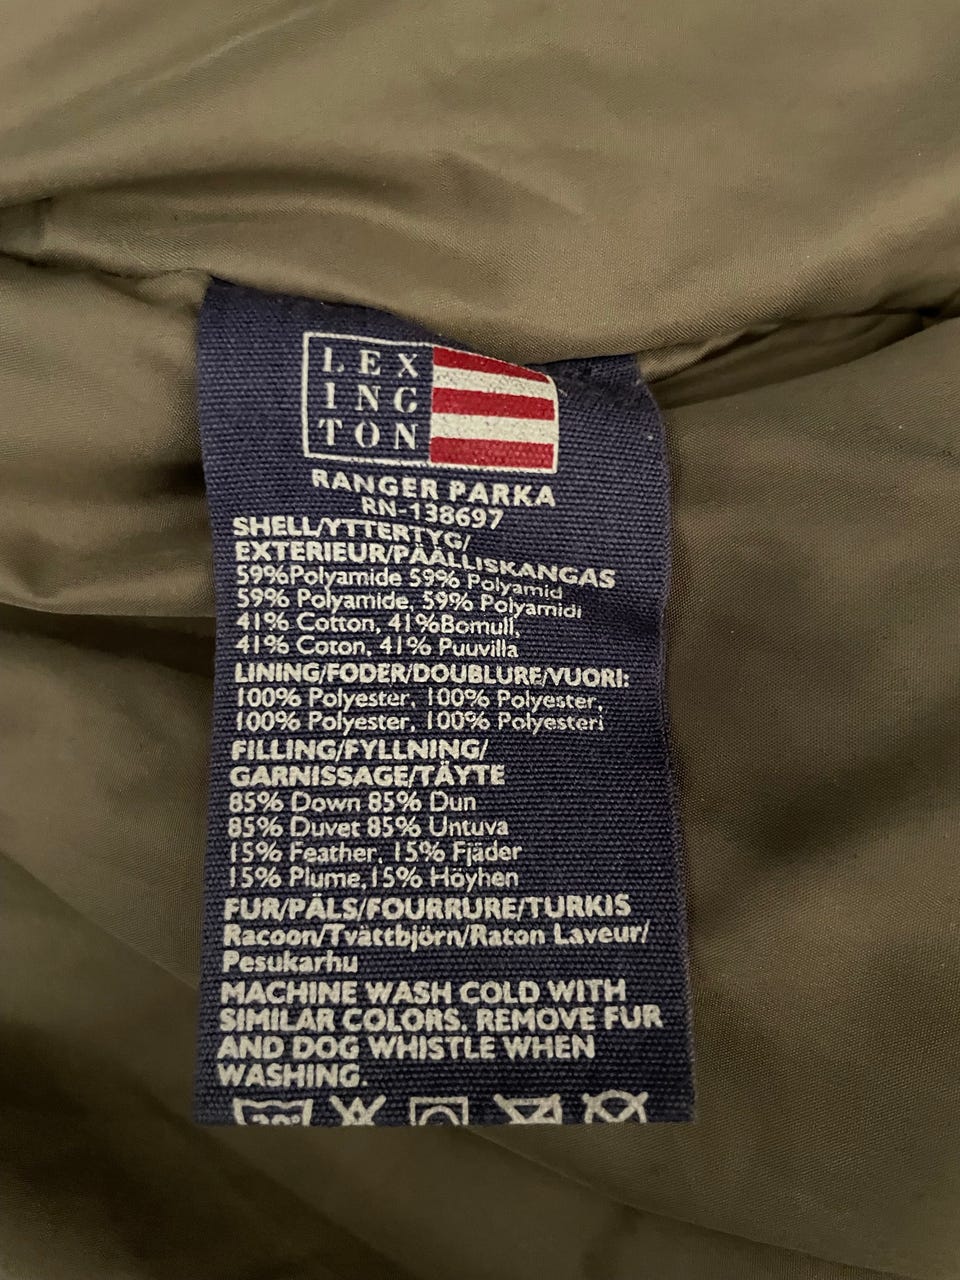 LEX
ING
TON
RANGER PARKA
RN-138697
SHELL/YTTERTYG/
EXTERIEUR/PÄÄLLISKANGAS
59%Polyamide 59% Polyamid
59% Polyamide, 59% Polyamidi
41% Cotton, 41%Bomull,
41% Coton, 41% Puuvilla
LINING/FODER/DOUBLURE/VUORI:
100% Polyester, 100% Polyester,
100% Polyester, 100% Polyesteri
FILLING/FYLLNING/
GARNISSAGE/TÄYTE
85% Down 85% Dun
85% Duvet 85% Untuva
15% Feather, 15% Fjäder
15% Plume,15% Höyhen
FUR/PÄLS/FOURRURE/TURKIS
Racoon/Tvättbjörn/Raton Laveur/
Pesukarhu
MACHINE WASH COLD WITH
SIMILAR COLORS. REMOVE FUR
AND DOG WHISTLE WHEN
WASHING.